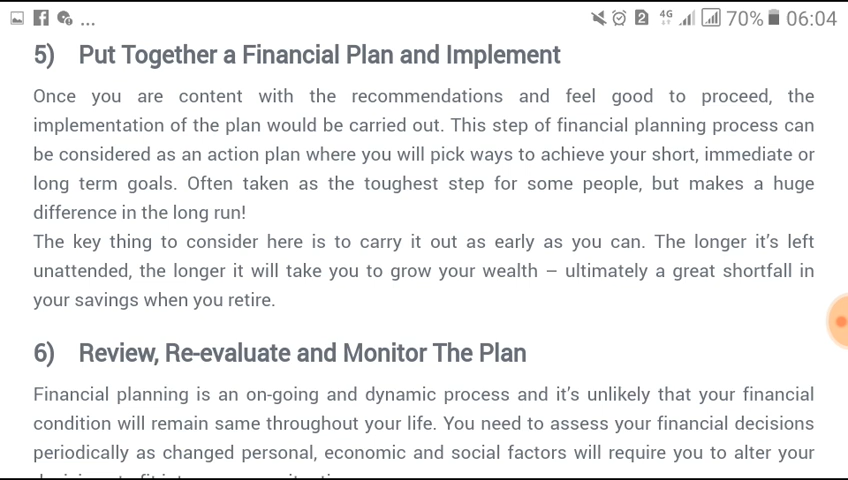 ... 2 4G 70% 06:04
5) Put Together a Financial Plan and Implement
Once you are content with the recommendations and feel good to proceed, the
implementation of the plan would be carried out. This step of financial planning process can
be considered as an action plan where you will pick ways to achieve your short, immediate or
long term goals. Often taken as the toughest step for some people, but makes a huge
difference in the long run!
The key thing to consider here is to carry it out as early as you can. The longer it's left
unattended, the longer it will take you to grow your wealth – ultimately a great shortfall in
your savings when you retire.
6) Review, Re-evaluate and Monitor The Plan
Financial planning is an on-going and dynamic process and it's unlikely that your financial
condition will remain same throughout your life. You need to assess your financial decisions
periodically as changed personal, economic and social factors will require you to alter your